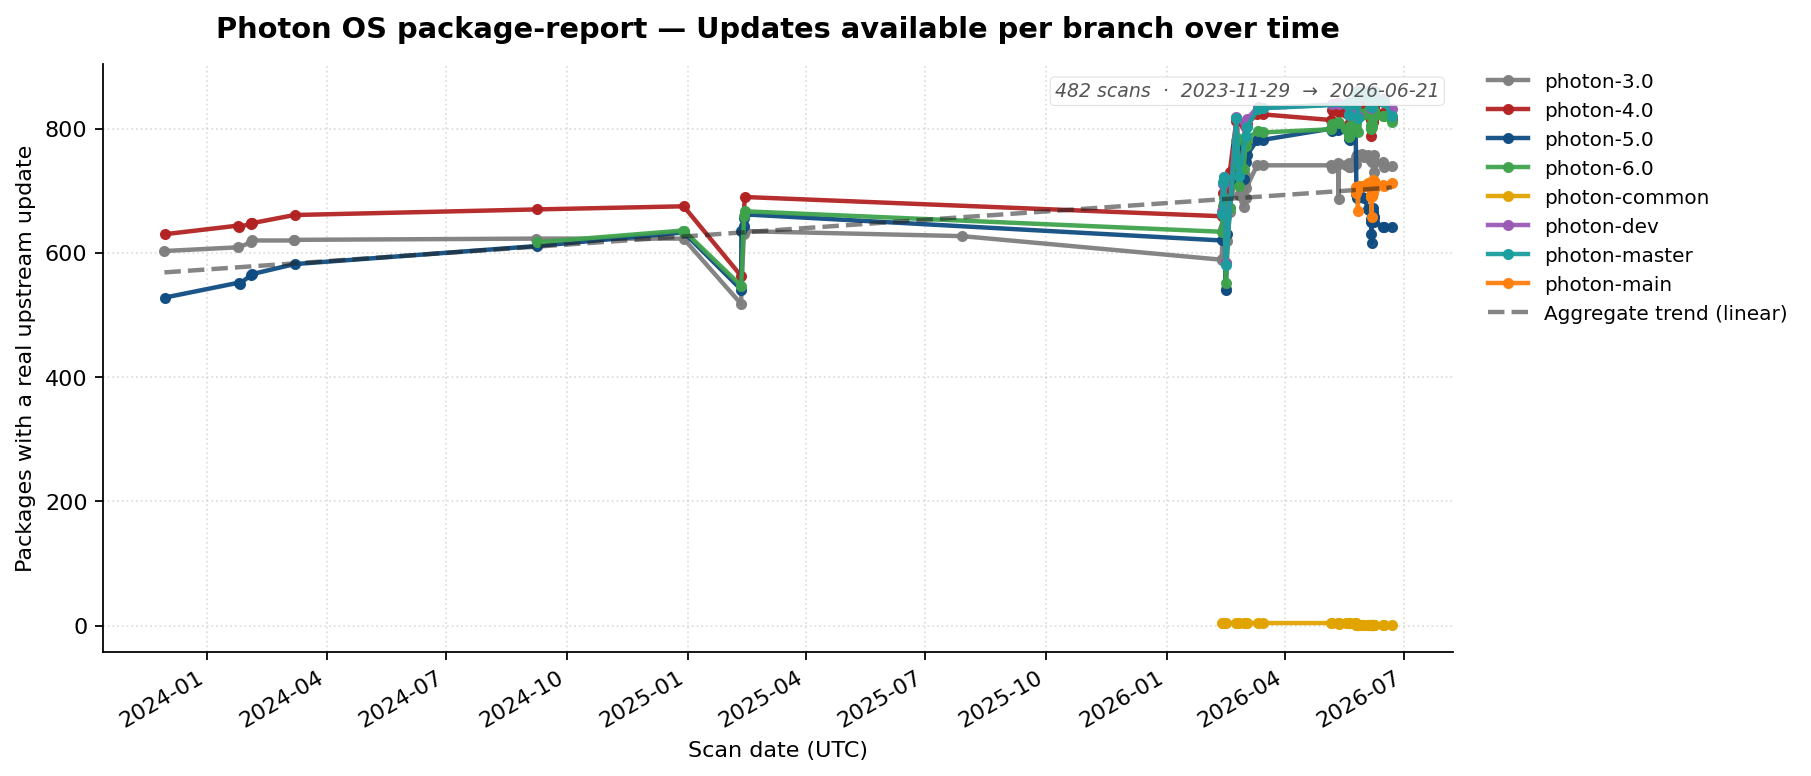 Photon OS package-report — Updates available per branch over time
482 scans · 2023-11-29 → 2026-06-21
photon-3.0
photon-4.0
photon-5.0
photon-6.0
photon-common
photon-dev
photon-master
photon-main
Aggregate trend (linear)
Packages with a real upstream update
800
600
400
200
0
2024-01
2024-04
2024-07
2024-10
2025-01
2025-04
2025-07
2025-10
2026-01
2026-04
2026-07
Scan date (UTC)